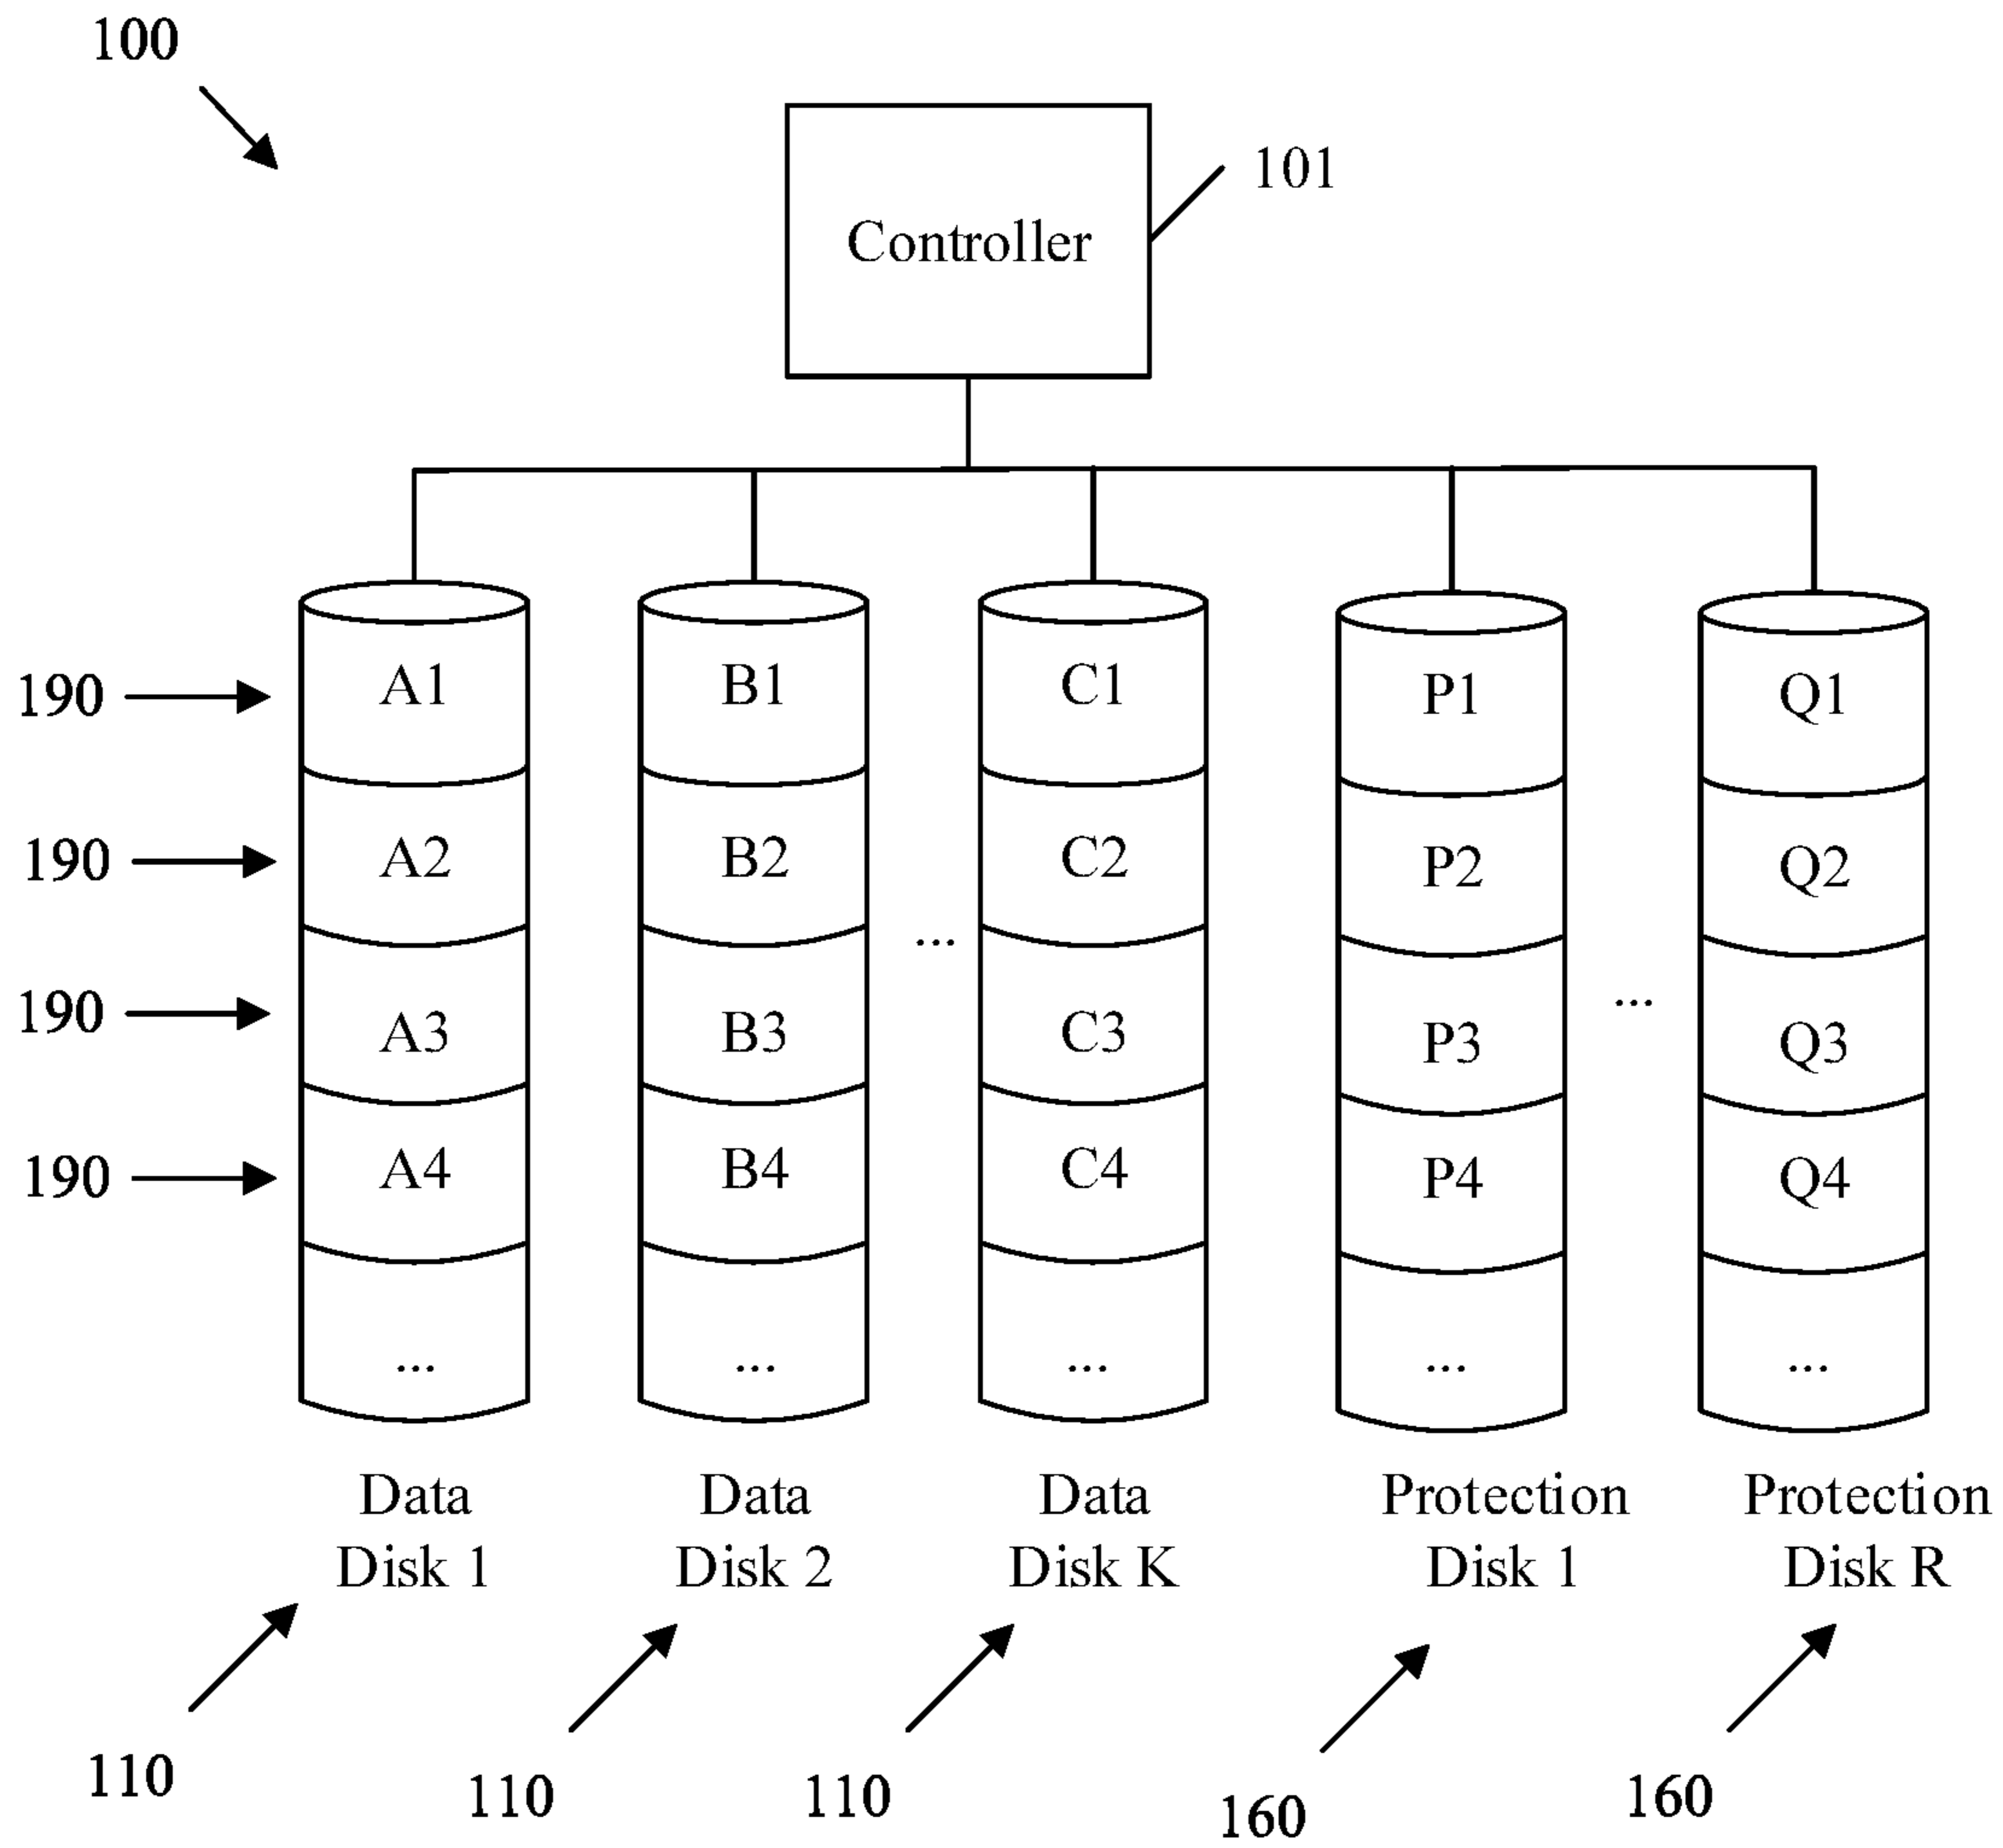 100
101
Controller
190 A1 B1 C1 P1 Q1
190 A2 B2 C2 P2 Q2
...
190 A3 B3 C3 P3 ... Q3
190 A4 B4 C4 P4 Q4
... ... ... ... ...
Data Data Data Protection Protection
Disk 1 Disk 2 Disk K Disk 1 Disk R
110 110 110 160 160